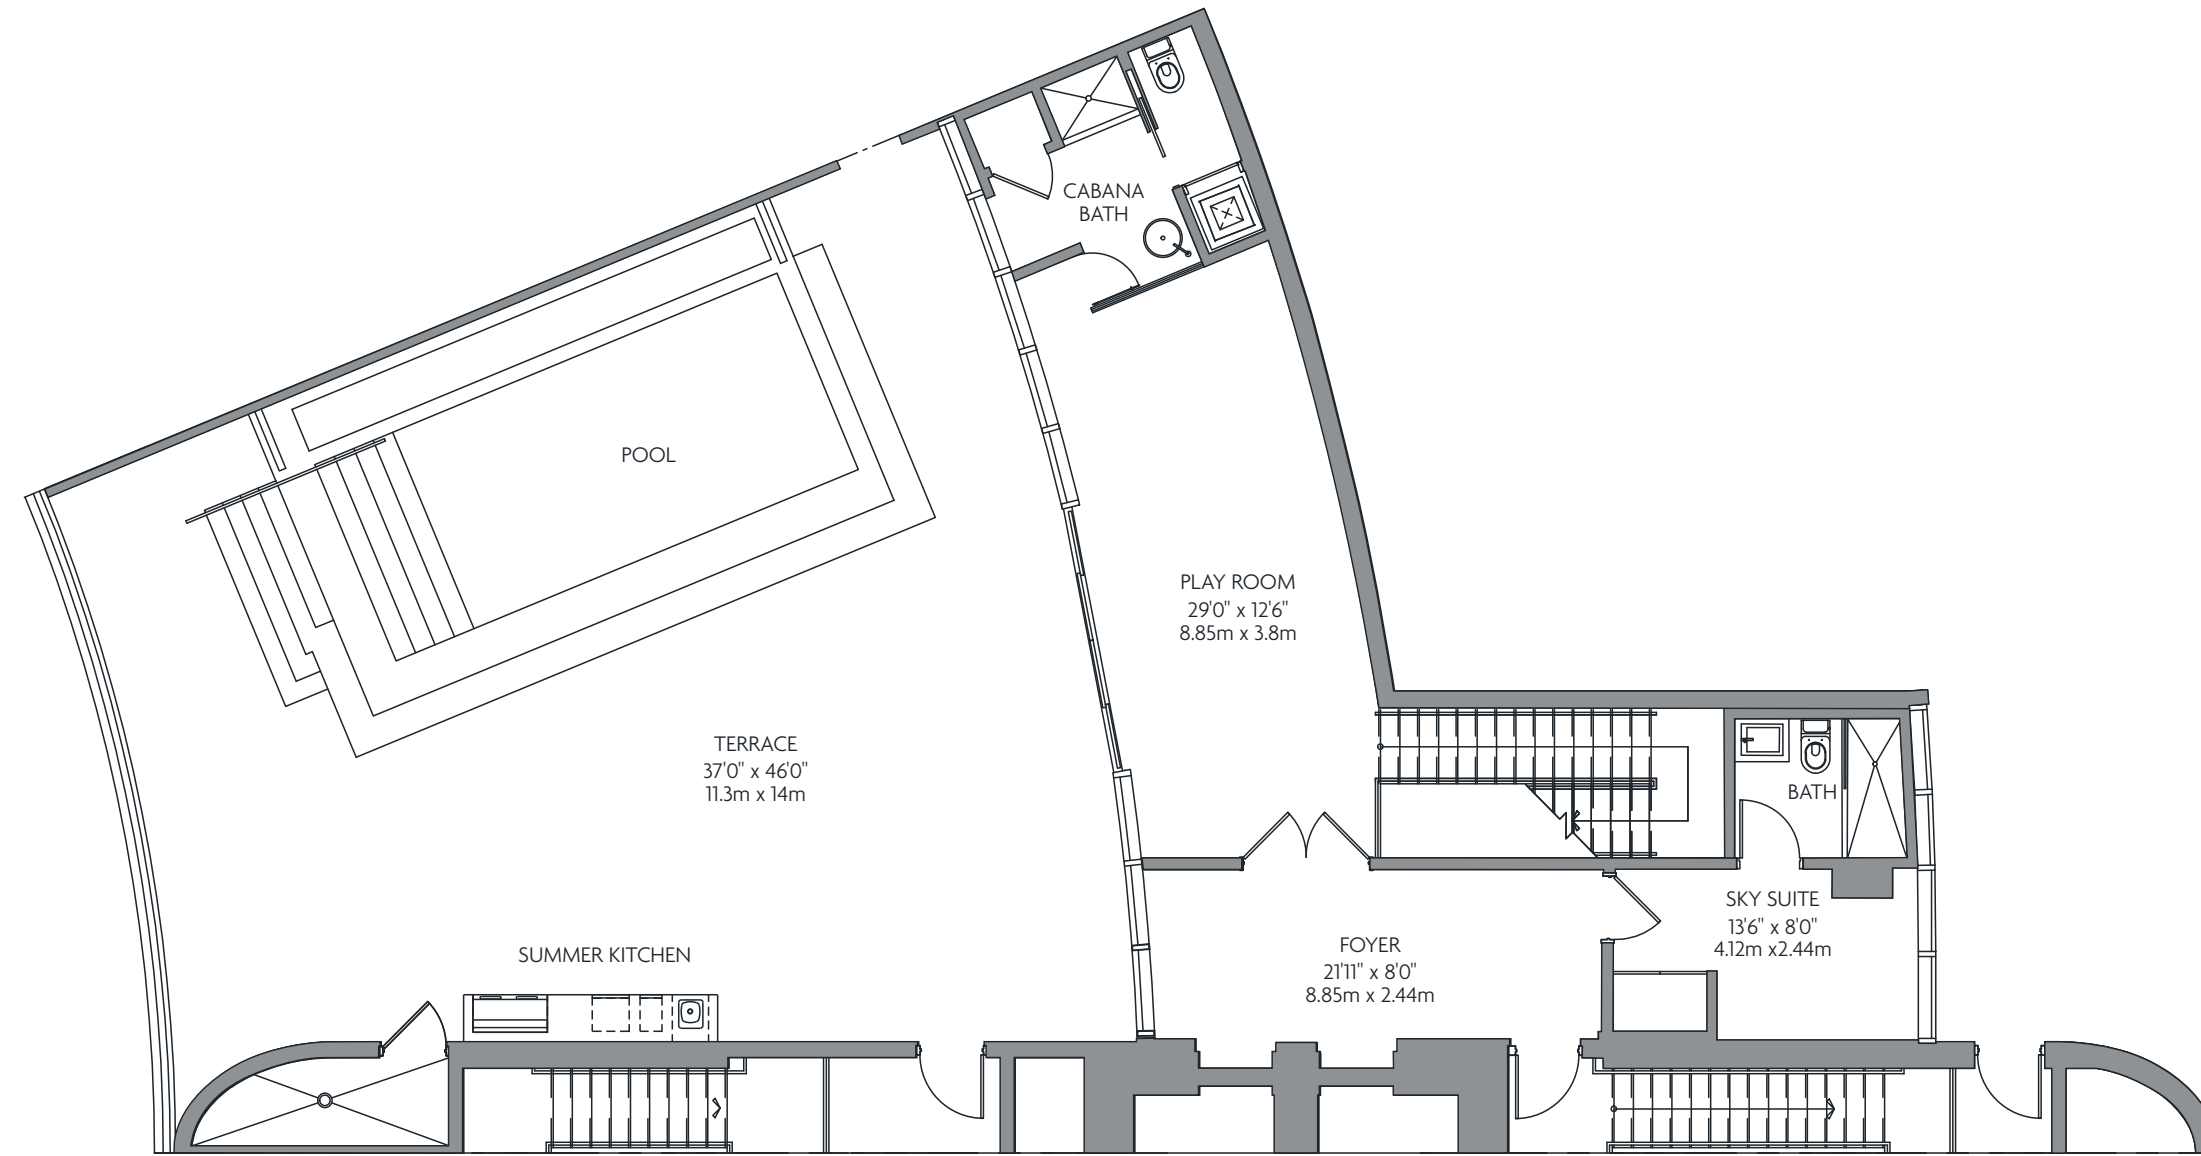 CABANA
BATH
POOL
PLAY ROOM
29'0" x 12'6"
8.85m x 3.8m
TERRACE
37'0" x 46'0"
11.3m x 14m
BATH
SKY SUITE
13'6" x 8'0"
4.12m x2.44m
SUMMER KITCHEN
FOYER
21'11" x 8'0"
8.85m x 2.44m